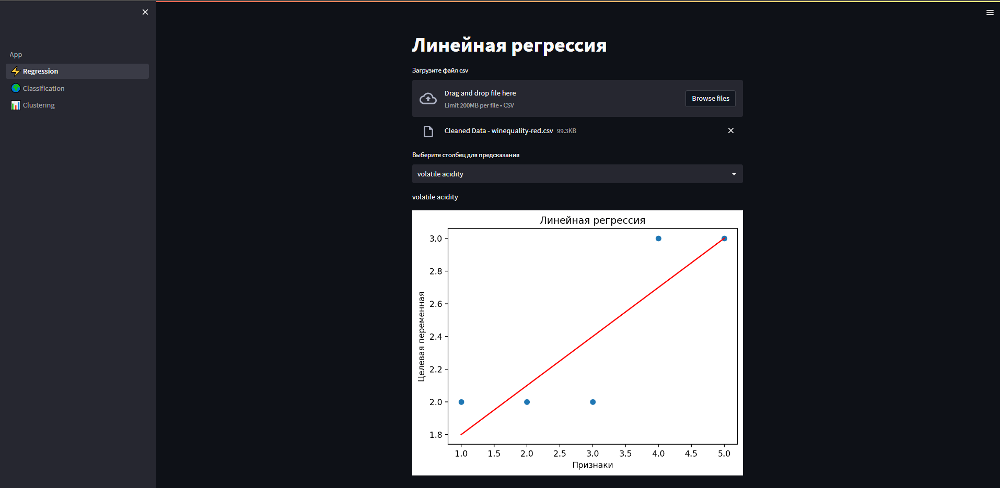 App
Regression
Classification
Clustering
Линейная регрессия
Загрузите файл csv
Drag and drop file here
Limit 200MB per file • CSV
Browse files
Cleaned Data - winequality-red.csv 99.3KB
Выберите столбец для предсказания
volatile acidity
volatile acidity
Линейная регрессия
Целевая переменная
3.0
2.8
2.6
2.4
2.2
2.0
1.8
1.0 1.5 2.0 2.5 3.0 3.5 4.0 4.5 5.0
Признаки